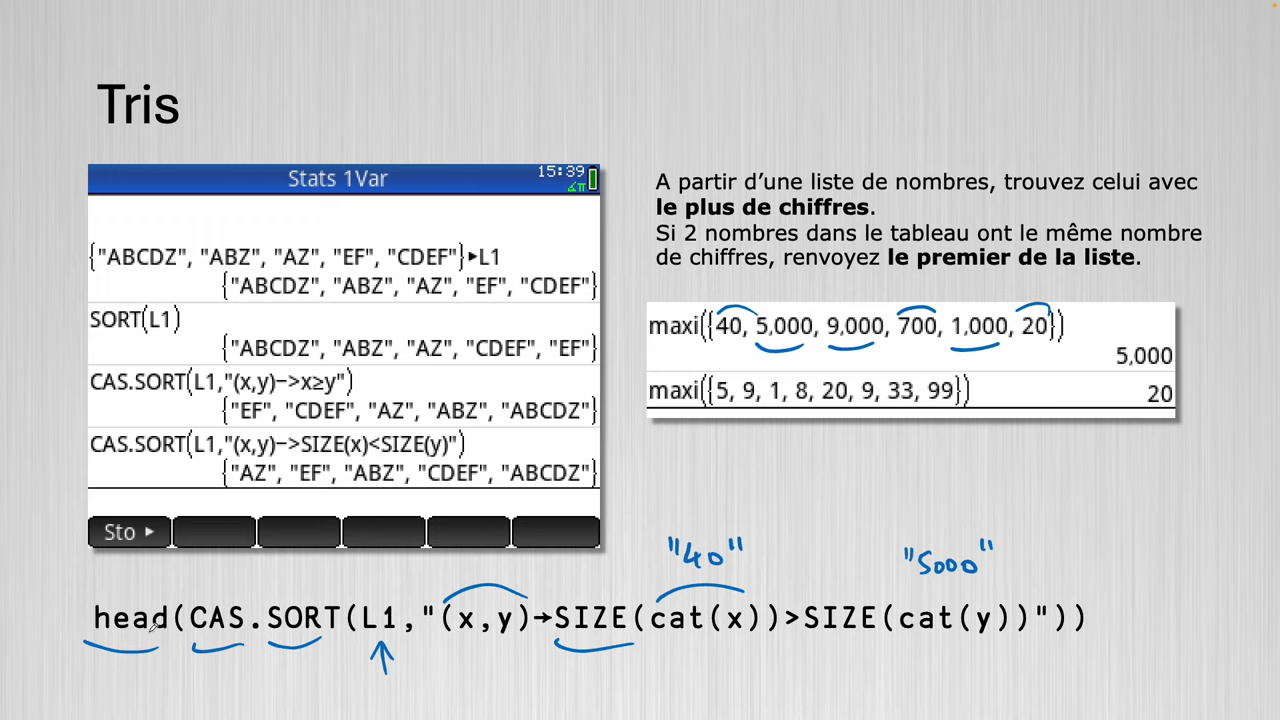 Tris
Stats 1Var
15:39
∡π
{"ABCDZ", "ABZ", "AZ", "EF", "CDEF"}▶L1
{"ABCDZ", "ABZ", "AZ", "EF", "CDEF"}
SORT(L1)
{"ABCDZ", "ABZ", "AZ", "CDEF", "EF"}
CAS.SORT(L1,"(x,y)−>x≥y")
{"EF", "CDEF", "AZ", "ABZ", "ABCDZ"}
CAS.SORT(L1,"(x,y)−>SIZE(x)<SIZE(y)")
{"AZ", "EF", "ABZ", "CDEF", "ABCDZ"}
Sto ▶
A partir d’une liste de nombres, trouvez celui avec
le plus de chiffres.
Si 2 nombres dans le tableau ont le même nombre
de chiffres, renvoyez le premier de la liste.
maxi({40, 5,000, 9,000, 700, 1,000, 20})
5,000
maxi({5, 9, 1, 8, 20, 9, 33, 99})
20
"40"
"5000"
head(CAS.SORT(L1,"(x,y)→SIZE(cat(x))>SIZE(cat(y))"))